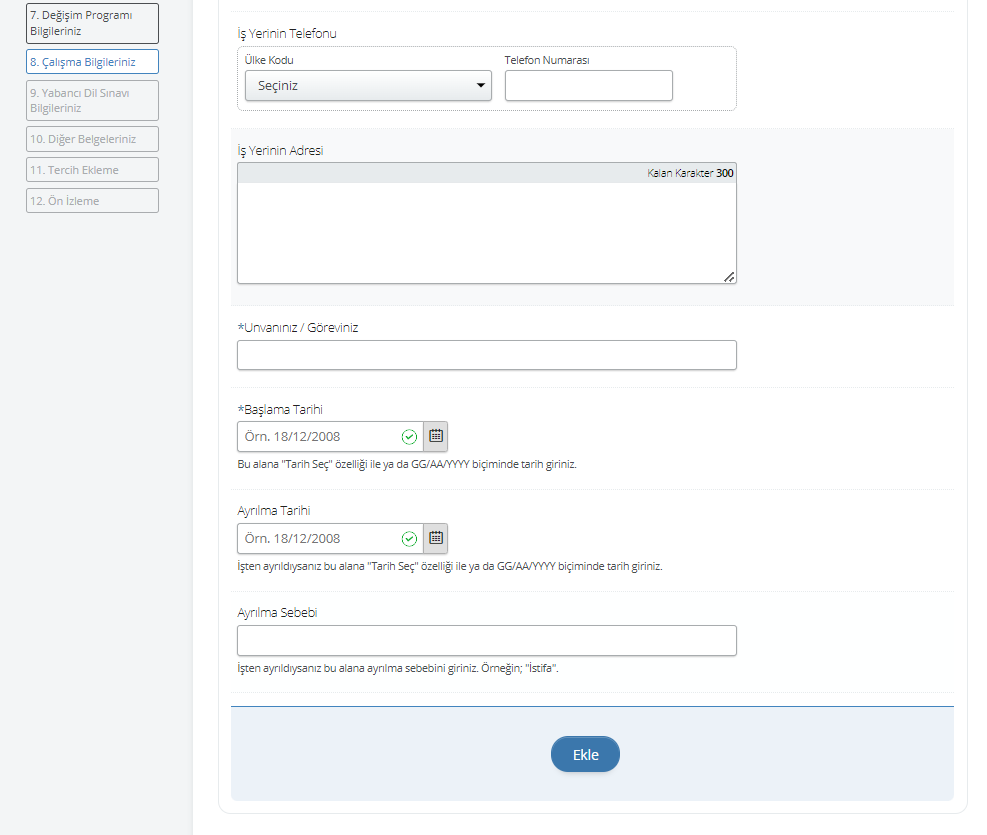 7. Değişim Programı
Bilgileriniz
8. Çalışma Bilgileriniz
9. Yabancı Dil Sınavı
Bilgileriniz
10. Diğer Belgeleriniz
11. Tercih Ekleme
12. Ön İzleme
İş Yerinin Telefonu
Ülke Kodu
Telefon Numarası
Seçiniz
İş Yerinin Adresi
Kalan Karakter 300
*Unvanınız / Göreviniz
*Başlama Tarihi
Örn. 18/12/2008
Bu alana "Tarih Seç" özelliği ile ya da GG/AA/YYYY biçiminde tarih giriniz.
Ayrılma Tarihi
Örn. 18/12/2008
İşten ayrıldıysanız bu alana "Tarih Seç" özelliği ile ya da GG/AA/YYYY biçiminde tarih giriniz.
Ayrılma Sebebi
İşten ayrıldıysanız bu alana ayrılma sebebini giriniz. Örneğin; "İstifa".
Ekle